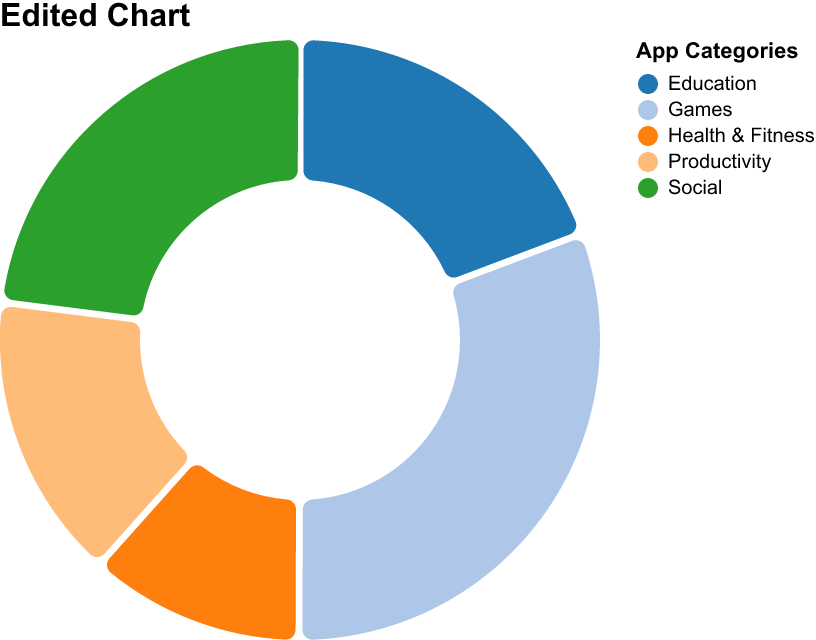 Edited Chart
App Categories
Education
Games
Health & Fitness
Productivity
Social